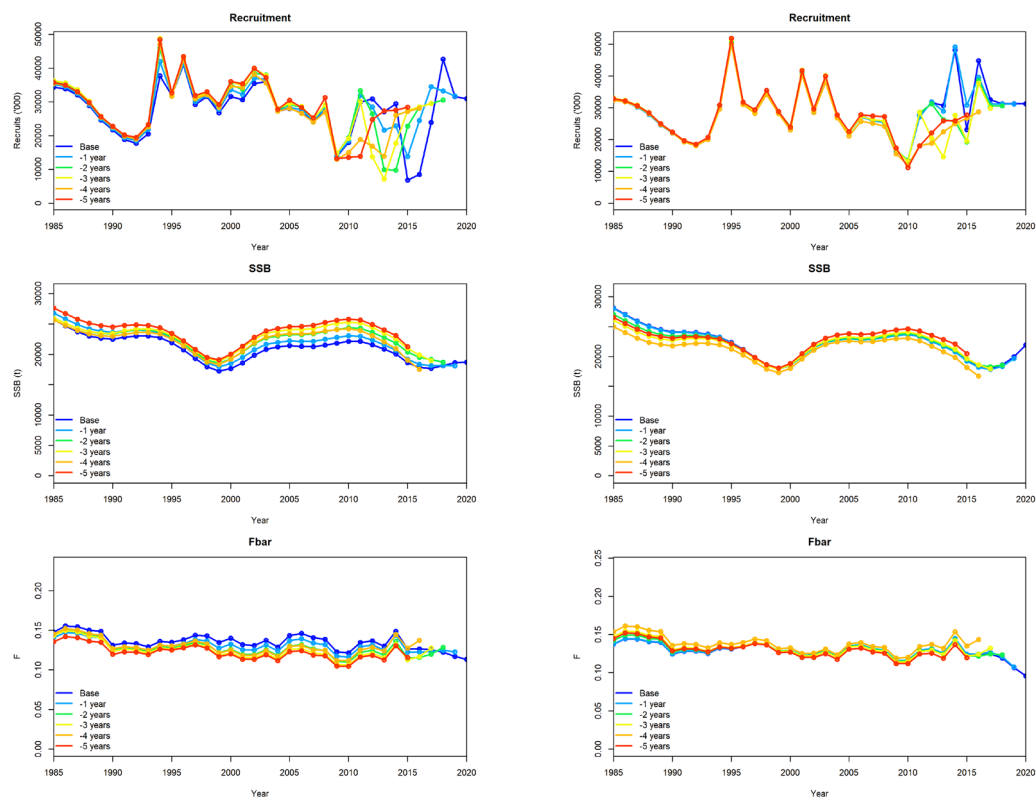 Recruitment
Recruits ('000)
50000
40000
30000
20000
10000
0
Base
-1 year
-2 years
-3 years
-4 years
-5 years
1985 1990 1995 2000 2005 2010 2015 2020
Year
Recruitment
Recruits ('000)
50000
40000
30000
20000
10000
0
Base
-1 year
-2 years
-3 years
-4 years
-5 years
1985 1990 1995 2000 2005 2010 2015 2020
Year
SSB
SSB (t)
30000
20000
10000
5000
0
Base
-1 year
-2 years
-3 years
-4 years
-5 years
1985 1990 1995 2000 2005 2010 2015 2020
Year
SSB
SSB (t)
30000
20000
10000
5000
0
Base
-1 year
-2 years
-3 years
-4 years
-5 years
1985 1990 1995 2000 2005 2010 2015 2020
Year
Fbar
F
0.20
0.15
0.10
0.05
0.00
Base
-1 year
-2 years
-3 years
-4 years
-5 years
1985 1990 1995 2000 2005 2010 2015 2020
Year
Fbar
F
0.25
0.20
0.15
0.10
0.05
0.00
Base
-1 year
-2 years
-3 years
-4 years
-5 years
1985 1990 1995 2000 2005 2010 2015 2020
Year